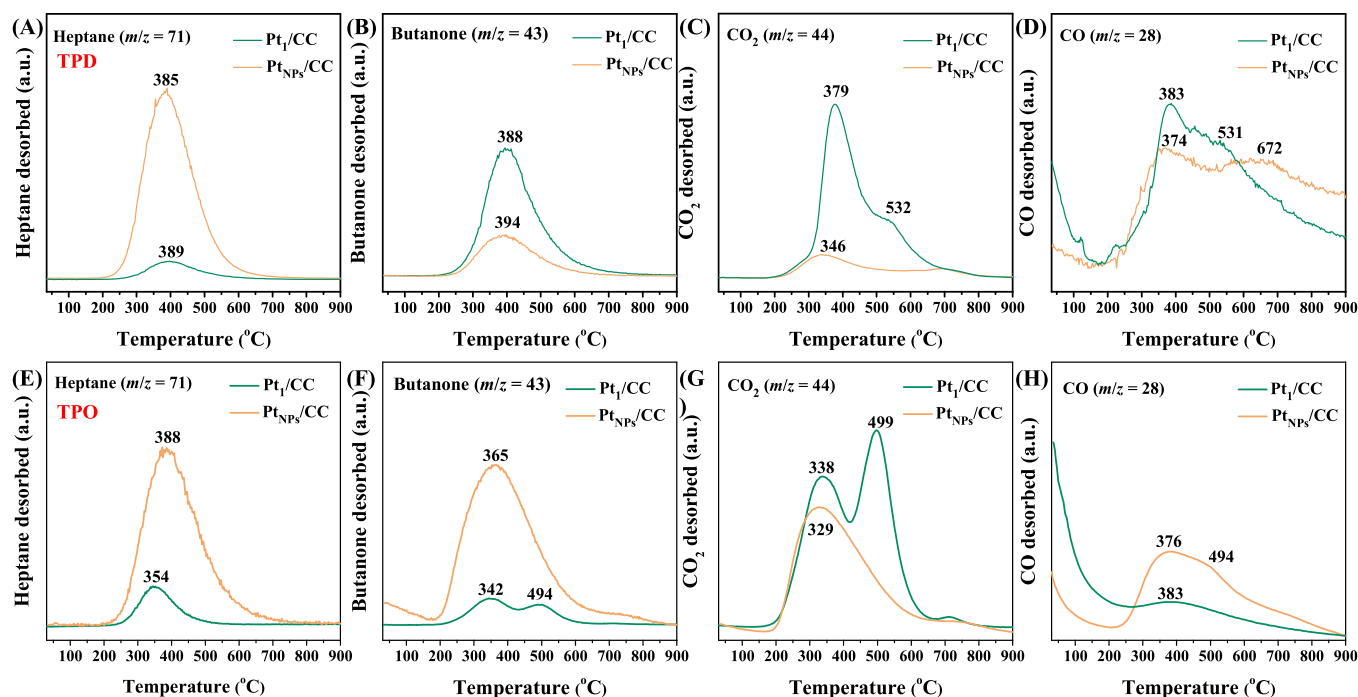 (A)
Heptane (m/z = 71)
TPD
Pt1/CC
PtNPs/CC
385
389
Heptane desorbed (a.u.)
100 200 300 400 500 600 700 800 900
Temperature (oC)
(B)
Butanone (m/z = 43)
Pt1/CC
PtNPs/CC
388
394
Butanone desorbed (a.u.)
100 200 300 400 500 600 700 800 900
Temperature (oC)
(C)
CO2 (m/z = 44)
Pt1/CC
PtNPs/CC
379
532
346
CO2 desorbed (a.u.)
100 200 300 400 500 600 700 800 900
Temperature (oC)
(D)
CO (m/z = 28)
Pt1/CC
PtNPs/CC
383
531
374
672
CO desorbed (a.u.)
100 200 300 400 500 600 700 800 900
Temperature (oC)
(E)
Heptane (m/z = 71)
TPO
Pt1/CC
PtNPs/CC
388
354
Heptane desorbed (a.u.)
100 200 300 400 500 600 700 800 900
Temperature (oC)
(F)
Butanone (m/z = 43)
Pt1/CC
PtNPs/CC
365
342
494
Butanone desorbed (a.u.)
100 200 300 400 500 600 700 800 900
Temperature (oC)
(G)
)
CO2 (m/z = 44)
Pt1/CC
PtNPs/CC
499
338
329
CO2 desorbed (a.u.)
100 200 300 400 500 600 700 800 900
Temperature (oC)
(H)
CO (m/z = 28)
Pt1/CC
PtNPs/CC
376
494
383
CO desorbed (a.u.)
100 200 300 400 500 600 700 800 900
Temperature (oC)